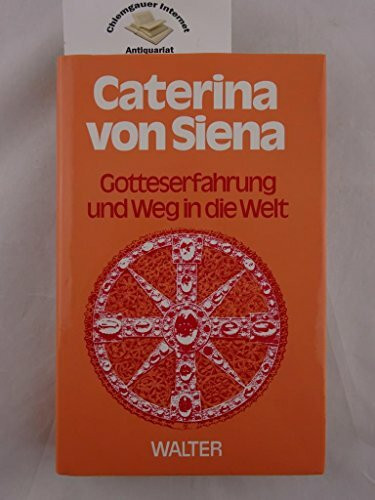 Chiemgauer Internet
Antiquariat
Caterina
von Siena
Gotteserfahrung
und Weg in die Welt
WALTER